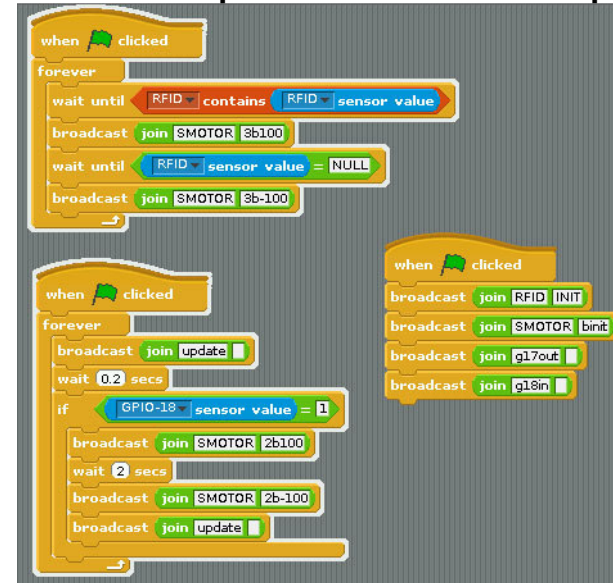 when clicked
forever
wait until RFID contains RFID sensor value
broadcast join SMOTOR 3b100
wait until RFID sensor value = NULL
broadcast join SMOTOR 3b-100
when clicked
forever
broadcast join update
wait 0.2 secs
if GPIO-18 sensor value = 1
broadcast join SMOTOR 2b100
wait 2 secs
broadcast join SMOTOR 2b-100
broadcast join update
when clicked
broadcast join RFID INIT
broadcast join SMOTOR binit
broadcast join g17out
broadcast join g18in